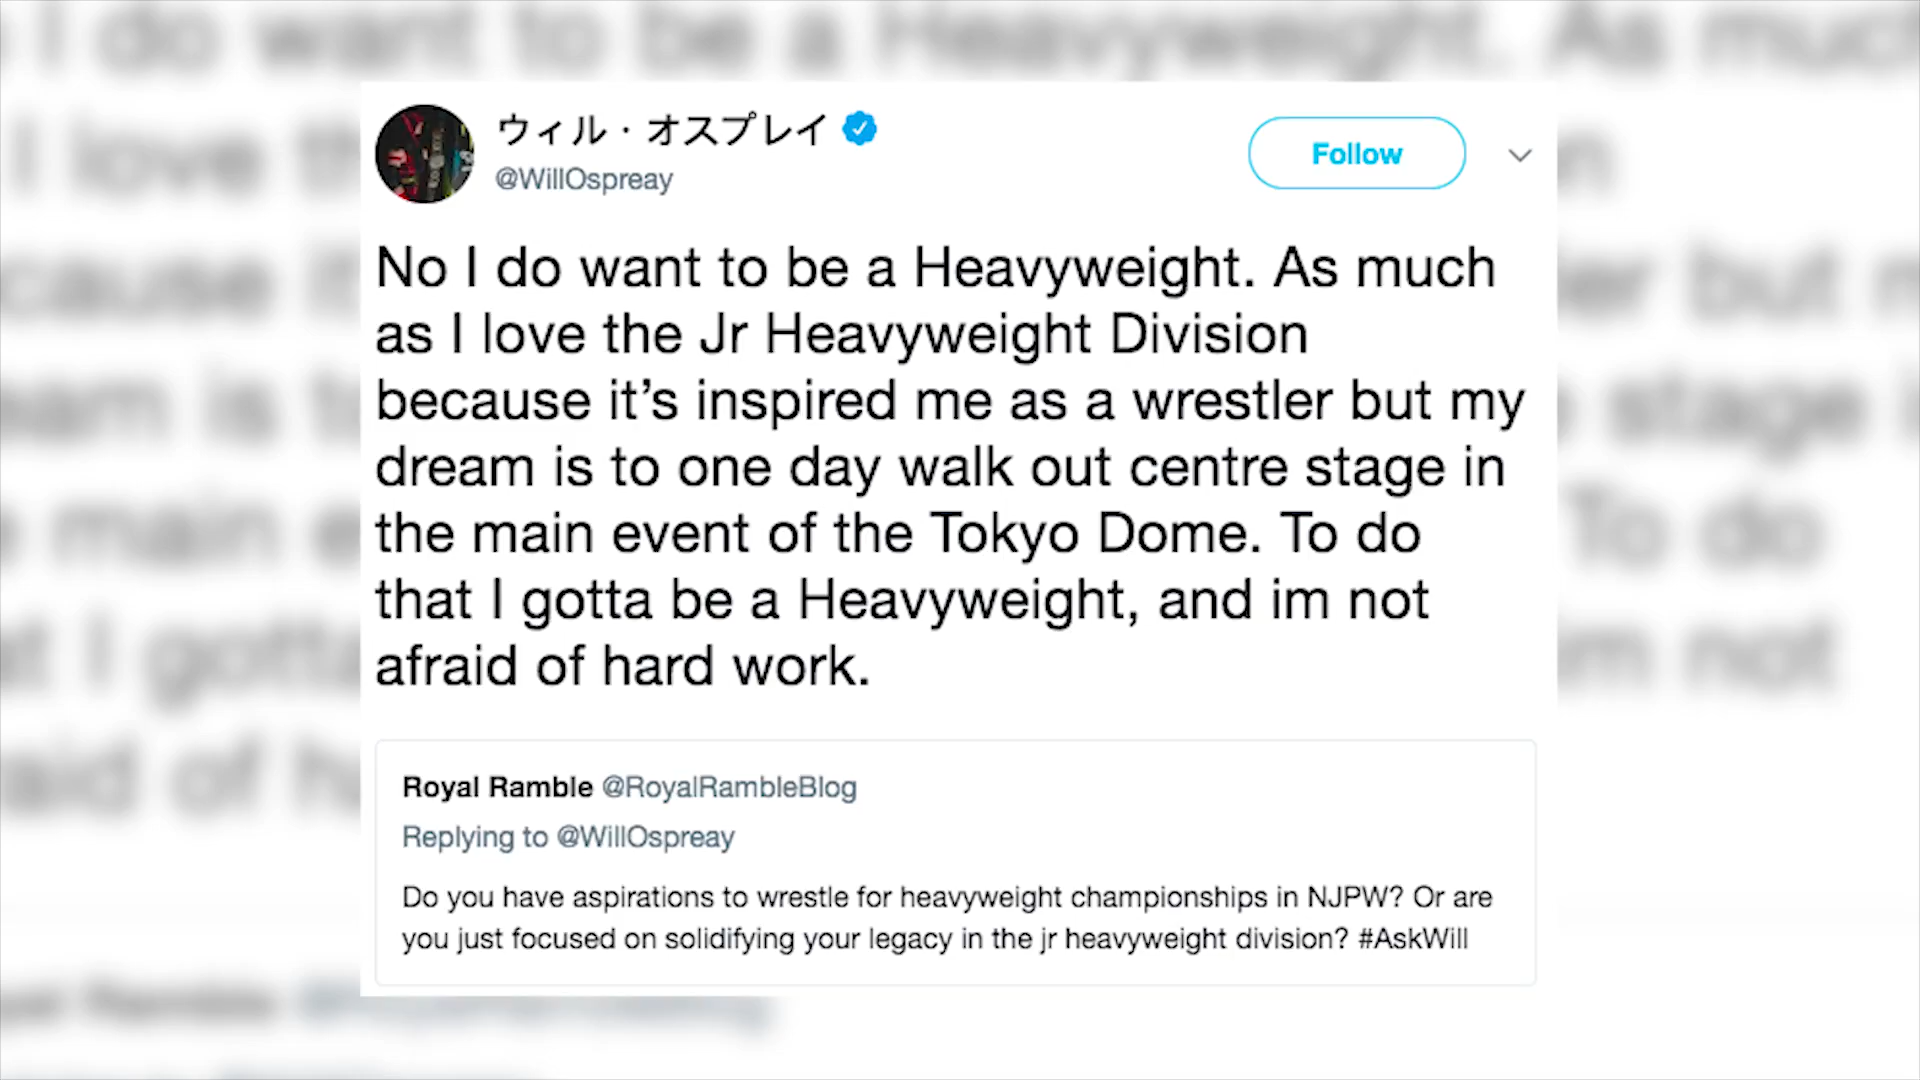 ウィル・オスプレイ
@WillOspreay
Follow
No I do want to be a Heavyweight. As much
as I love the Jr Heavyweight Division
because it's inspired me as a wrestler but my
dream is to one day walk out centre stage in
the main event of the Tokyo Dome. To do
that I gotta be a Heavyweight, and im not
afraid of hard work.
Royal Ramble @RoyalRambleBlog
Replying to @WillOspreay
Do you have aspirations to wrestle for heavyweight championships in NJPW? Or are
you just focused on solidifying your legacy in the jr heavyweight division? #AskWill